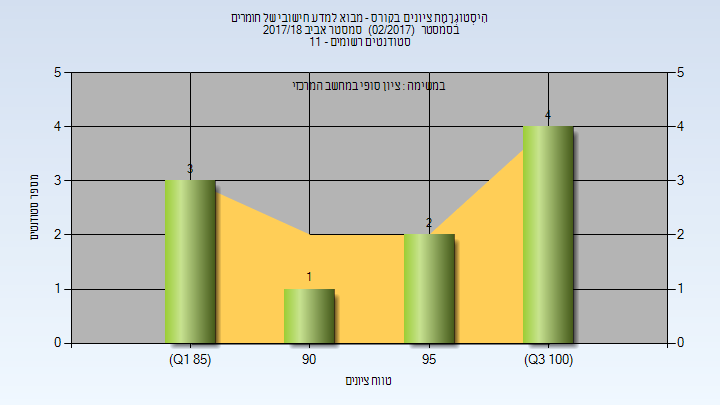 היסטוגרמת ציונים בקורס - מבוא למדע חישובי של חומרים
בסמסטר (02/2017) סמסטר אביב 2017/18
סטודנטים רשומים - 11
במשימה : ציון סופי במחשב המרכזי
5 5
4 4 4
3 3 3
2 2 2
1 1 1
0 0
מספר סטודנטים
(Q1 85) 90 95 (Q3 100)
טווח ציונים